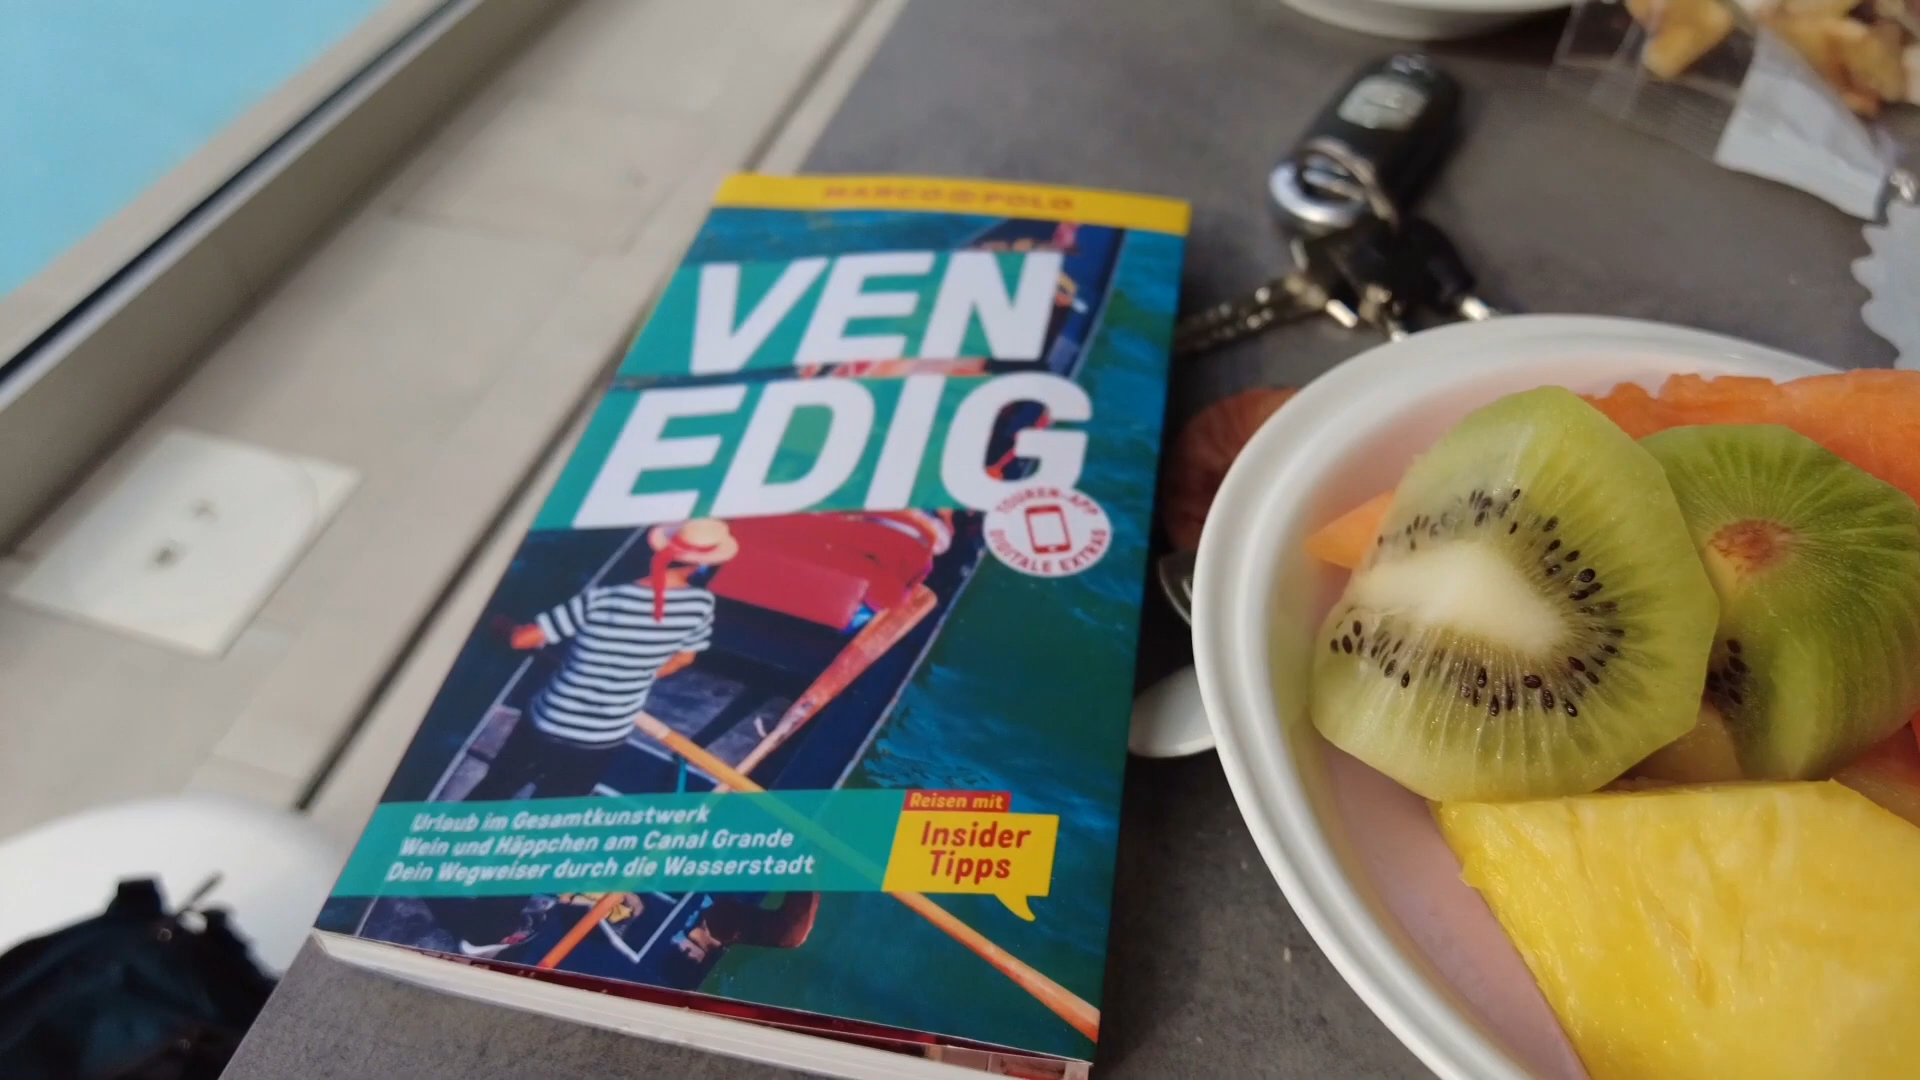 MARCO POLO
VEN
EDIG
TOUREN-APP
DIGITALE EXTRAS
Urlaub im Gesamtkunstwerk
Wein und Häppchen am Canal Grande
Dein Wegweiser durch die Wasserstadt
Reisen mit
Insider
Tipps